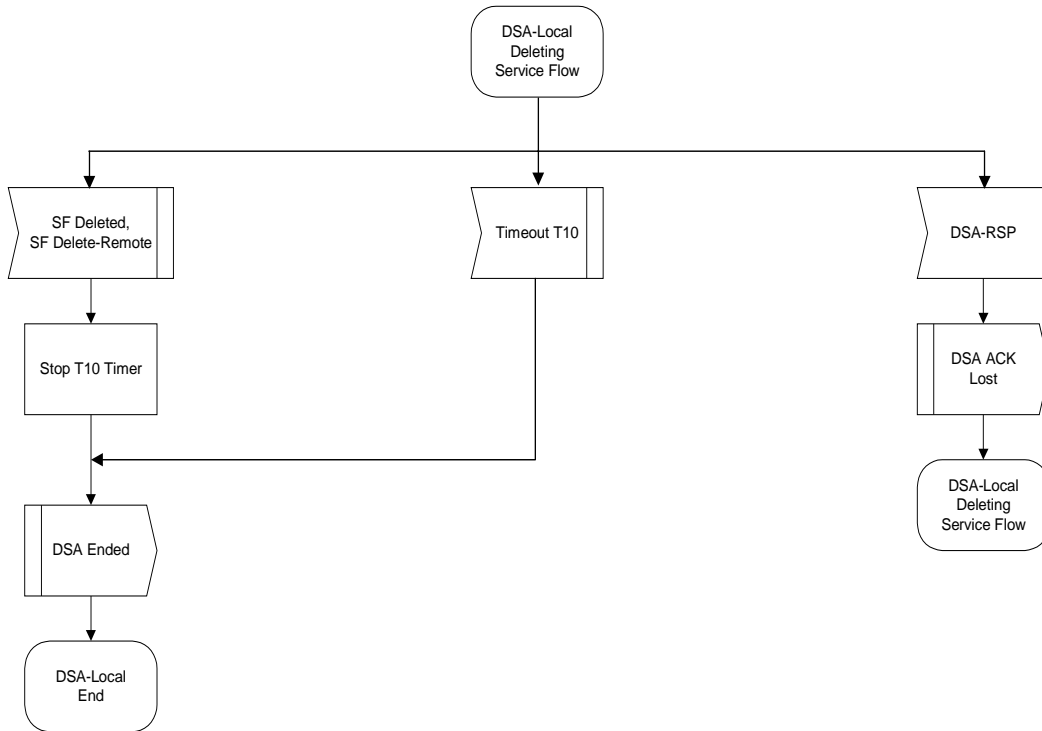 DSA-Local
Deleting
Service Flow
SF Deleted,
SF Delete-Remote
Timeout T10
DSA-RSP
Stop T10 Timer
DSA ACK
Lost
DSA-Local
Deleting
Service Flow
DSA Ended
DSA-Local
End